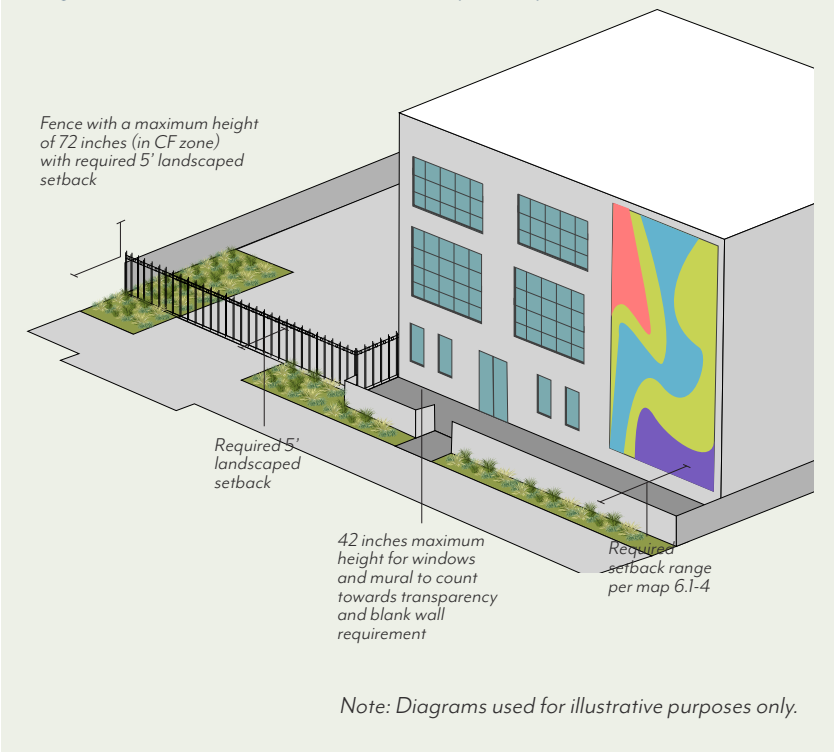 Fence with a maximum height
of 72 inches (in CF zone)
with required 5' landscaped
setback
Required 5'
landscaped
setback
42 inches maximum
height for windows
and mural to count
towards transparency
and blank wall
requirement
Required
setback range
per map 6.1-4
Note: Diagrams used for illustrative purposes only.